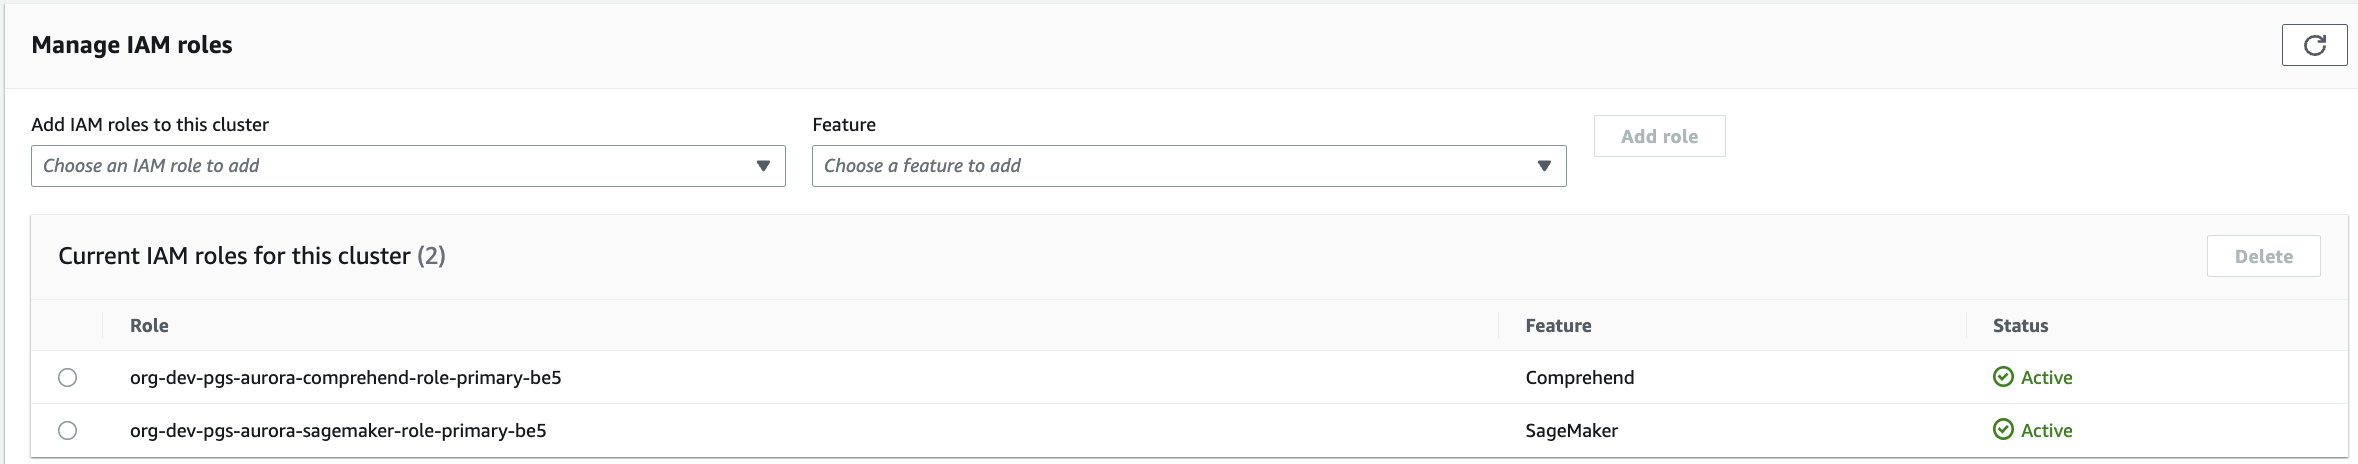 Manage IAM roles
Add IAM roles to this cluster
Feature
Choose an IAM role to add
Choose a feature to add
Add role
Current IAM roles for this cluster (2)
Delete
Role Feature Status
org-dev-pgs-aurora-comprehend-role-primary-be5 Comprehend Active
org-dev-pgs-aurora-sagemaker-role-primary-be5 SageMaker Active